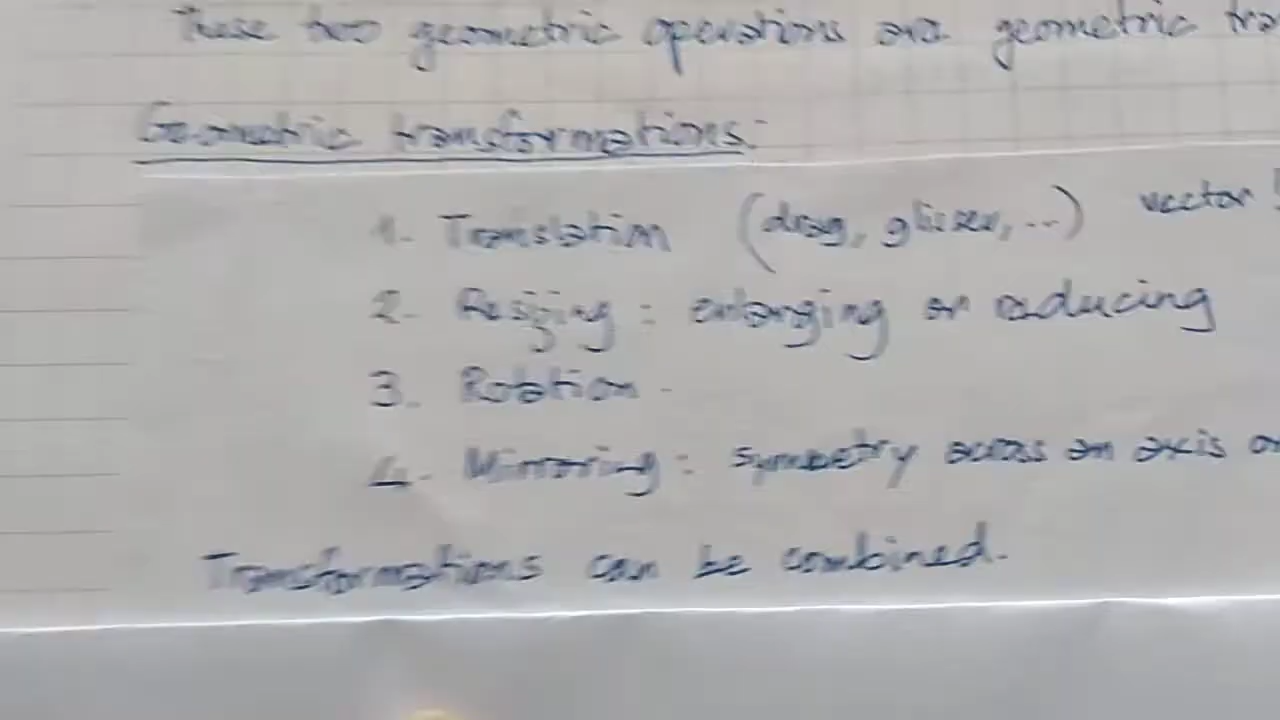 These two geometric operations are geometric
Geometric transformations:
1. Translation (drag, glisser, ...) vector
2. Resizing : enlarging or reducing
3. Rotation
4. Mirroring : symmetry across an axis
Transformations can be combined.